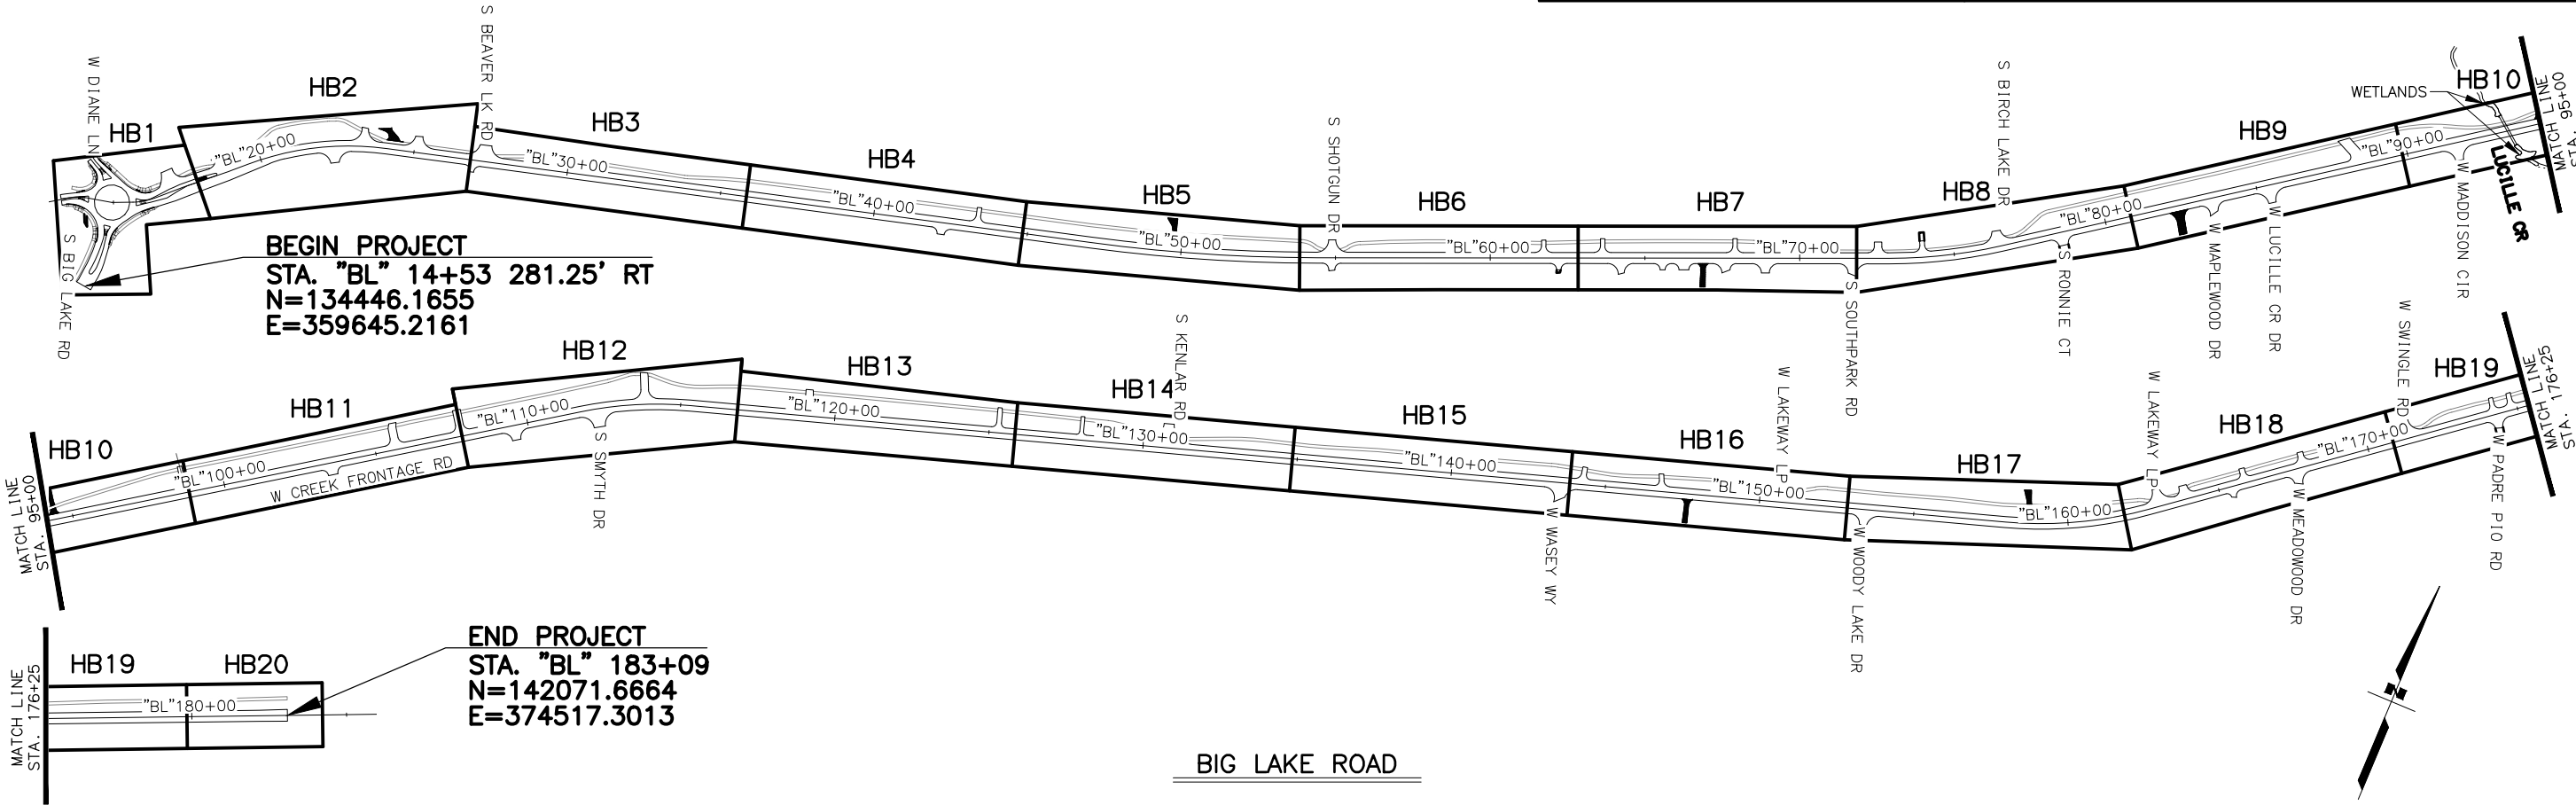 HB1
HB2
HB3
HB4
HB5
HB6
HB7
HB8
HB9
HB10
W DIANE LN
S BEAVER LK RD
S SHOTGUN DR
S BIRCH LAKE DR
WETLANDS
MATCH LINE
STA. 95+00
"BL"20+00
"BL"30+00
"BL"40+00
"BL"50+00
"BL"60+00
"BL"70+00
"BL"80+00
"BL"90+00
LUCILLE CR
S BIG LAKE RD
S SOUTHPARK RD
S RONNIE CT
W MAPLEWOOD DR
W LUCILLE CR DR
W MADDISON CIR
BEGIN PROJECT
STA. "BL" 14+53 281.25' RT
N=134446.1655
E=359645.2161
HB10
HB11
HB12
HB13
HB14
HB15
HB16
HB17
HB18
HB19
MATCH LINE
STA. 95+00
"BL"100+00
"BL"110+00
"BL"120+00
"BL"130+00
"BL"140+00
"BL"150+00
"BL"160+00
"BL"170+00
W CREEK FRONTAGE RD
S SMYTH DR
S KENLAR RD
W WASEY WY
W LAKEWAY LP
W WOODY LAKE DR
W LAKEWAY LP
W MEADOWOOD DR
W SWINGLE RD
W PADRE PIO RD
MATCH LINE
STA. 176+25
MATCH LINE
STA. 176+25
HB19
HB20
"BL"180+00
END PROJECT
STA. "BL" 183+09
N=142071.6664
E=374517.3013
N
BIG LAKE ROAD